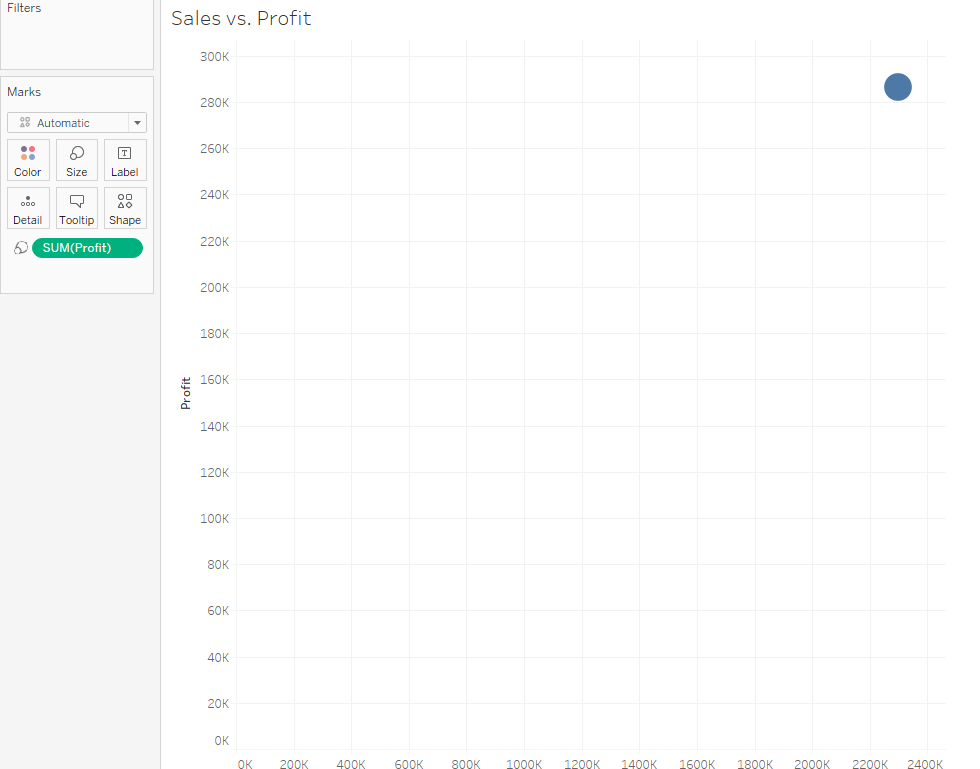 Filters
Marks
Automatic
Color Size Label
Detail Tooltip Shape
SUM(Profit)
Sales vs. Profit
300K
280K
260K
240K
220K
200K
180K
160K
140K
120K
100K
80K
60K
40K
20K
0K
Profit
0K 200K 400K 600K 800K 1000K 1200K 1400K 1600K 1800K 2000K 2200K 2400K